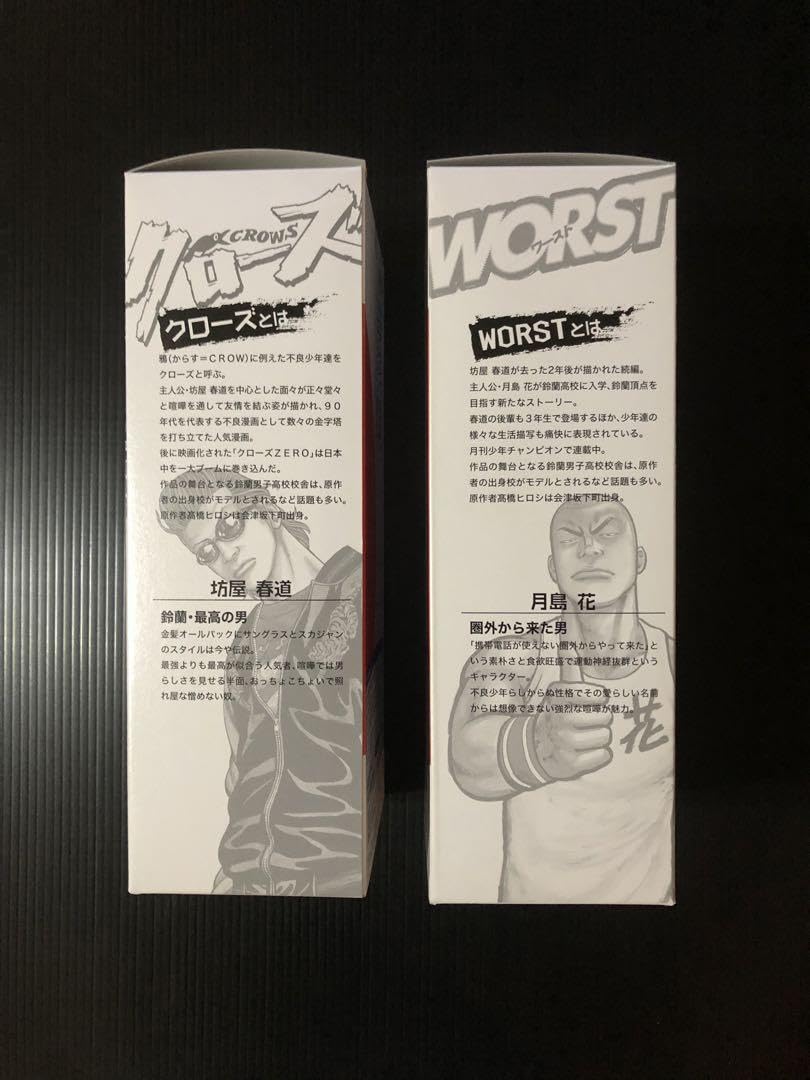 クローズ
CROWS
クローズとは
鴉(からす=CROW)に例えた不良少年達を
クローズと呼ぶ。
主人公・坊屋 春道を中心とした面々が正々堂々
と喧嘩を通して友情を結ぶ姿が描かれ、90
年代を代表する不良漫画として数々の金字塔
を打ち立てた人気漫画。
後に映画化された「クローズZERO」は日本
中を一大ブームに巻き込んだ。
作品の舞台となる鈴蘭男子高校校舎は、原作
者の出身校がモデルとされるなど話題も多い。
原作者髙橋ヒロシは会津坂下町出身。
坊屋 春道
鈴蘭・最高の男
金髪オールバックにサングラスとスカジャン
のスタイルは今や伝説。
最強よりも最高が似合う人気者、喧嘩では男
らしさを見せる半面、おっちょこちょいで照
れ屋な憎めない奴。
WORST
ワースト
WORSTとは
坊屋 春道が去った2年後が描かれた続編。
主人公・月島 花が鈴蘭高校に入学、鈴蘭頂点を
目指す新たなストーリー。
春道の後輩も3年生で登場するほか、少年達の
様々な生活描写も痛快に表現されている。
月刊少年チャンピオンで連載中。
作品の舞台となる鈴蘭男子高校校舎は、原作
者の出身校がモデルとされるなど話題も多い。
原作者髙橋ヒロシは会津坂下町出身。
月島 花
圏外から来た男
「携帯電話が使えない圏外からやって来た」と
いう素朴さと食欲旺盛で運動神経抜群という
キャラクター。
不良少年らしからぬ性格でその愛らしい名前
からは想像できない強烈な喧嘩が魅力。
花